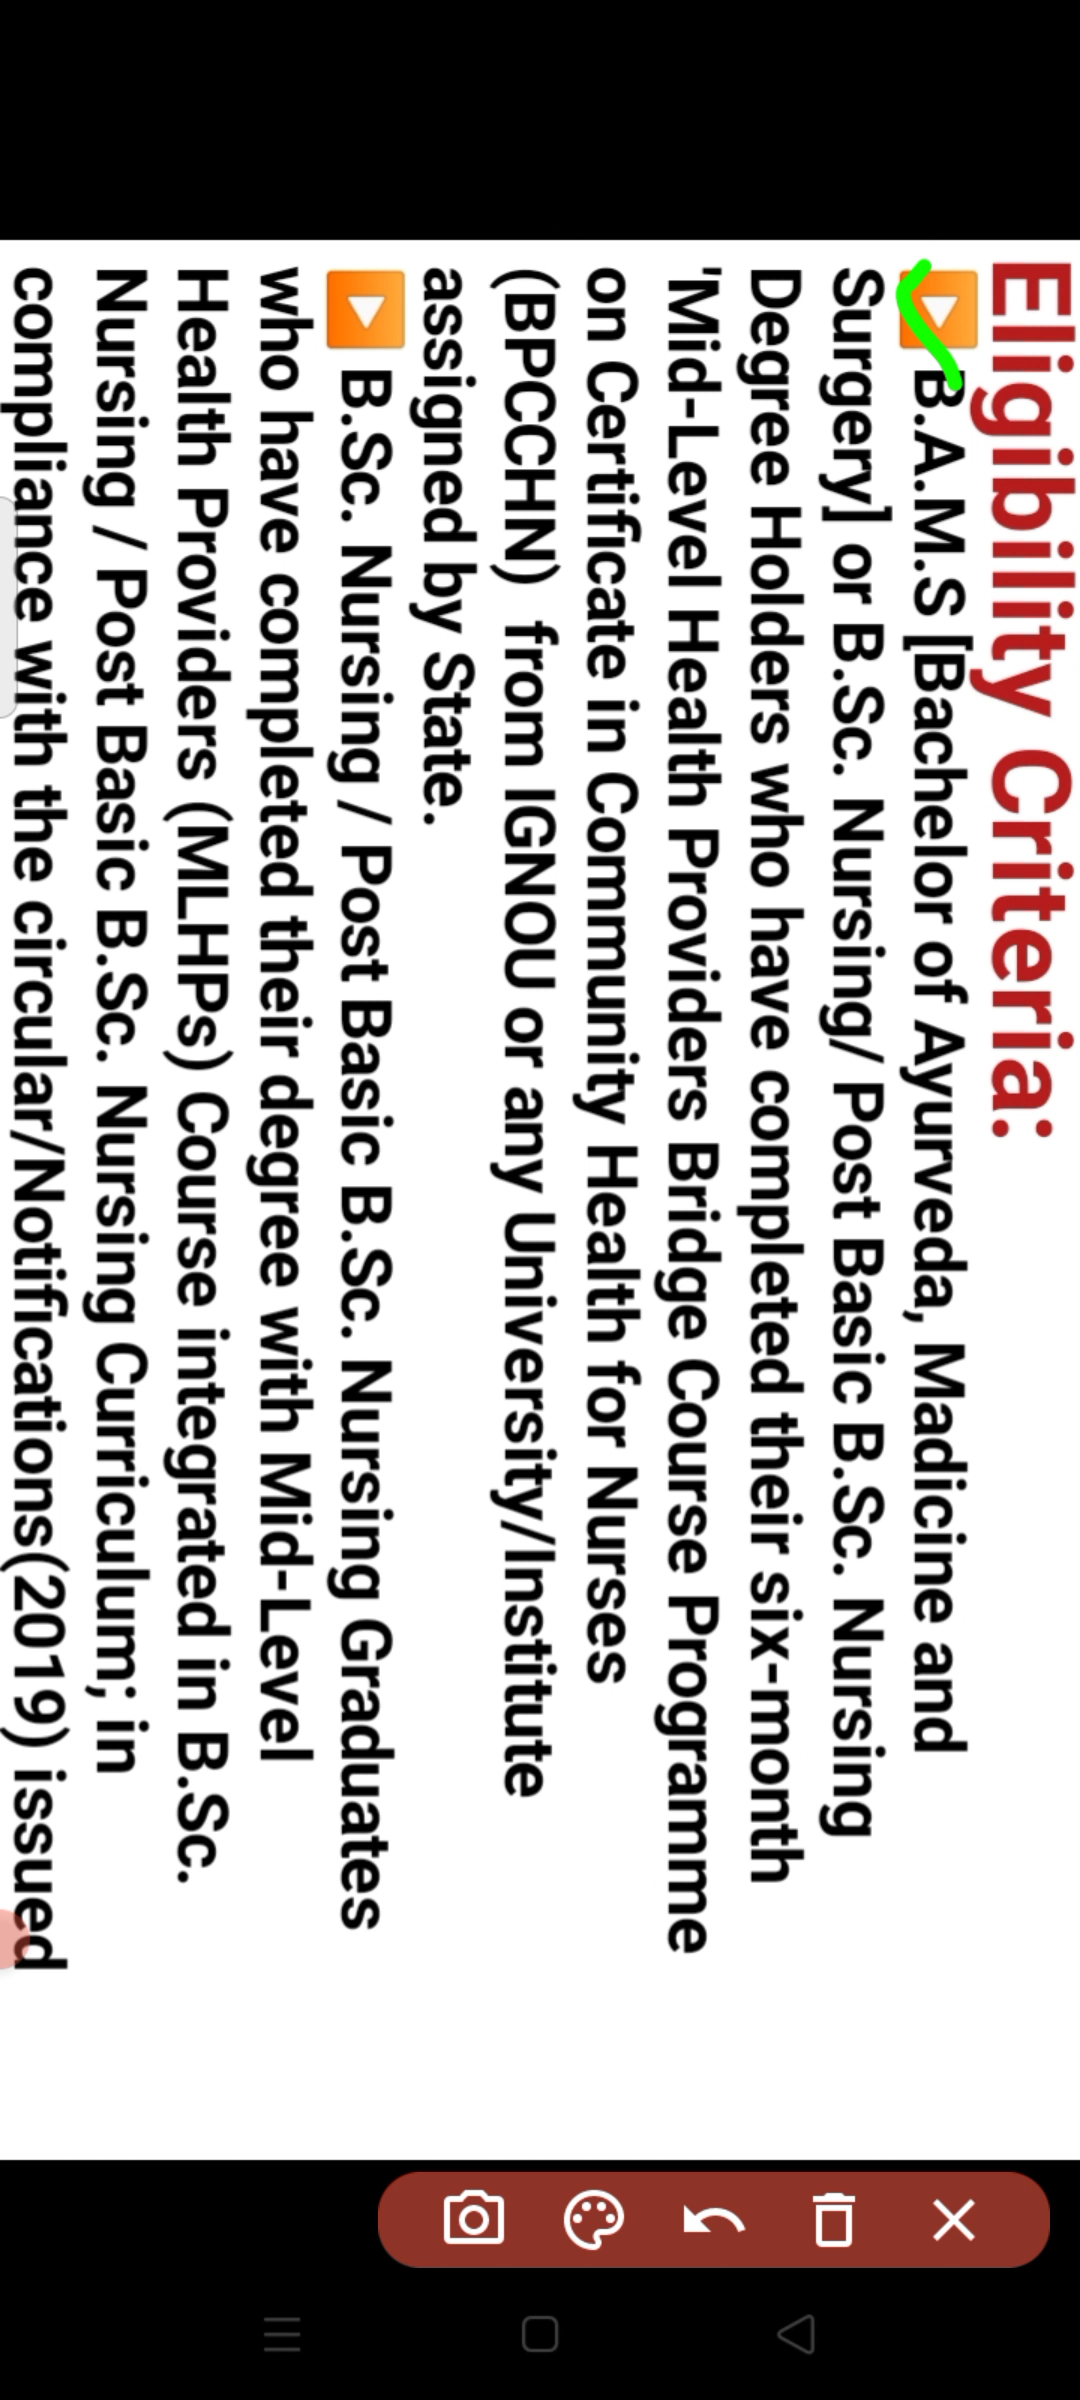 Eligibility Criteria:
B.A.M.S [Bachelor of Ayurveda, Madicine and
Surgery] or B.Sc. Nursing/ Post Basic B.Sc. Nursing
Degree Holders who have completed their six-month
'Mid-Level Health Providers Bridge Course Programme
on Certificate in Community Health for Nurses
(BPCCHN) from IGNOU or any University/Institute
assigned by State.
B.Sc. Nursing / Post Basic B.Sc. Nursing Graduates
who have completed their degree with Mid-Level
Health Providers (MLHPs) Course integrated in B.Sc.
Nursing / Post Basic B.Sc. Nursing Curriculum; in
compliance with the circular/Notifications(2019) issued